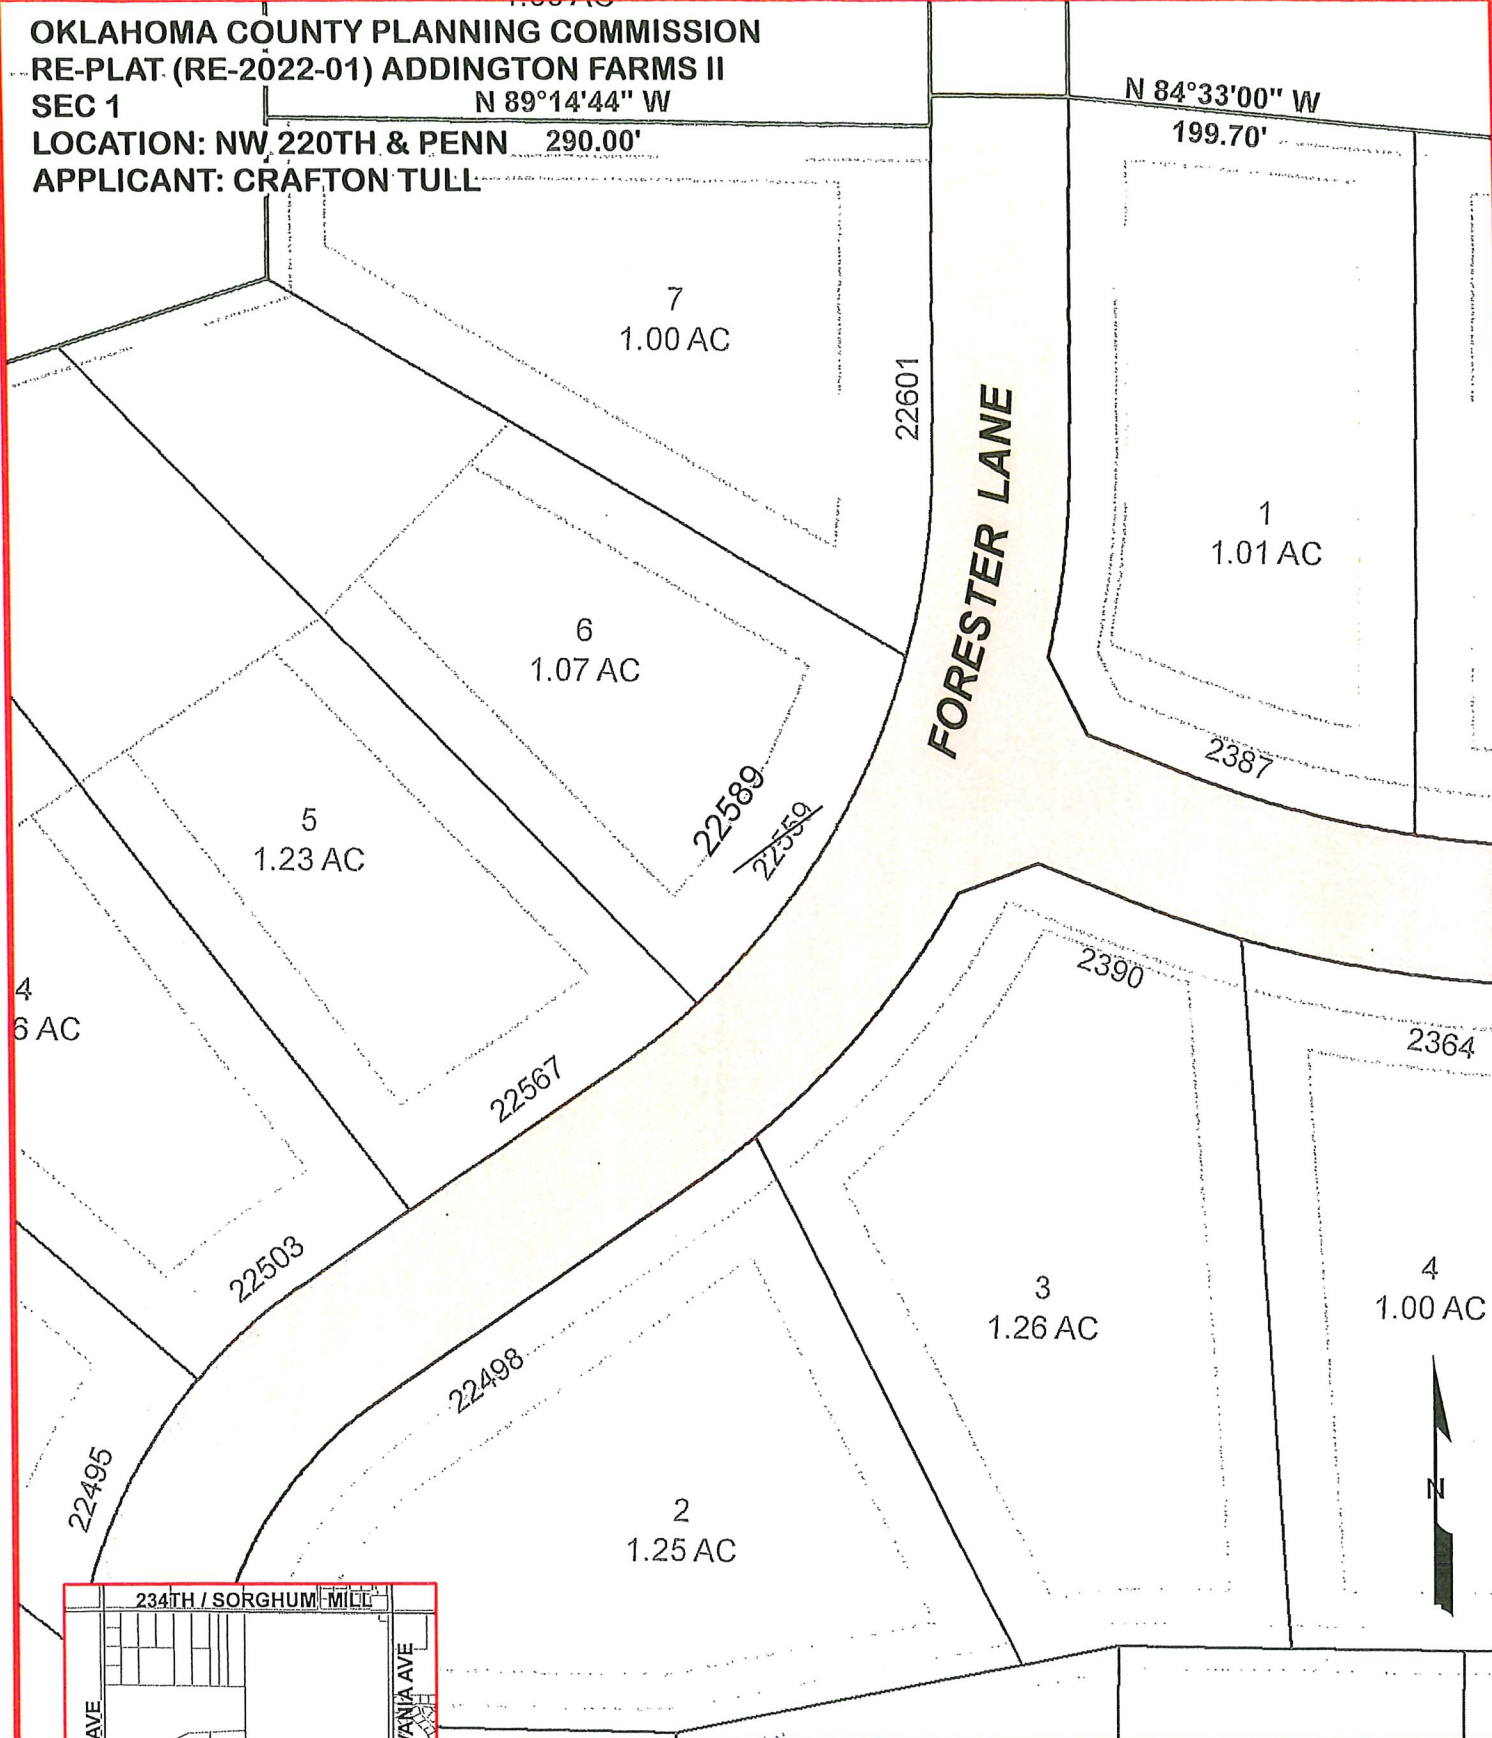 OKLAHOMA COUNTY PLANNING COMMISSION
RE-PLAT (RE-2022-01) ADDINGTON FARMS II
SEC 1
LOCATION: NW 220TH & PENN
APPLICANT: CRAFTON TULL
N 89°14'44" W
290.00'
N 84°33'00" W
199.70'
7
1.00 AC
22601
FORESTER LANE
1
1.01 AC
6
1.07 AC
2387
22589
22559
5
1.23 AC
2390
4
6 AC
2364
22567
22503
3
1.26 AC
4
1.00 AC
22498
22495
N
2
1.25 AC
234TH / SORGHUM MILL
AVE
VANIA AVE